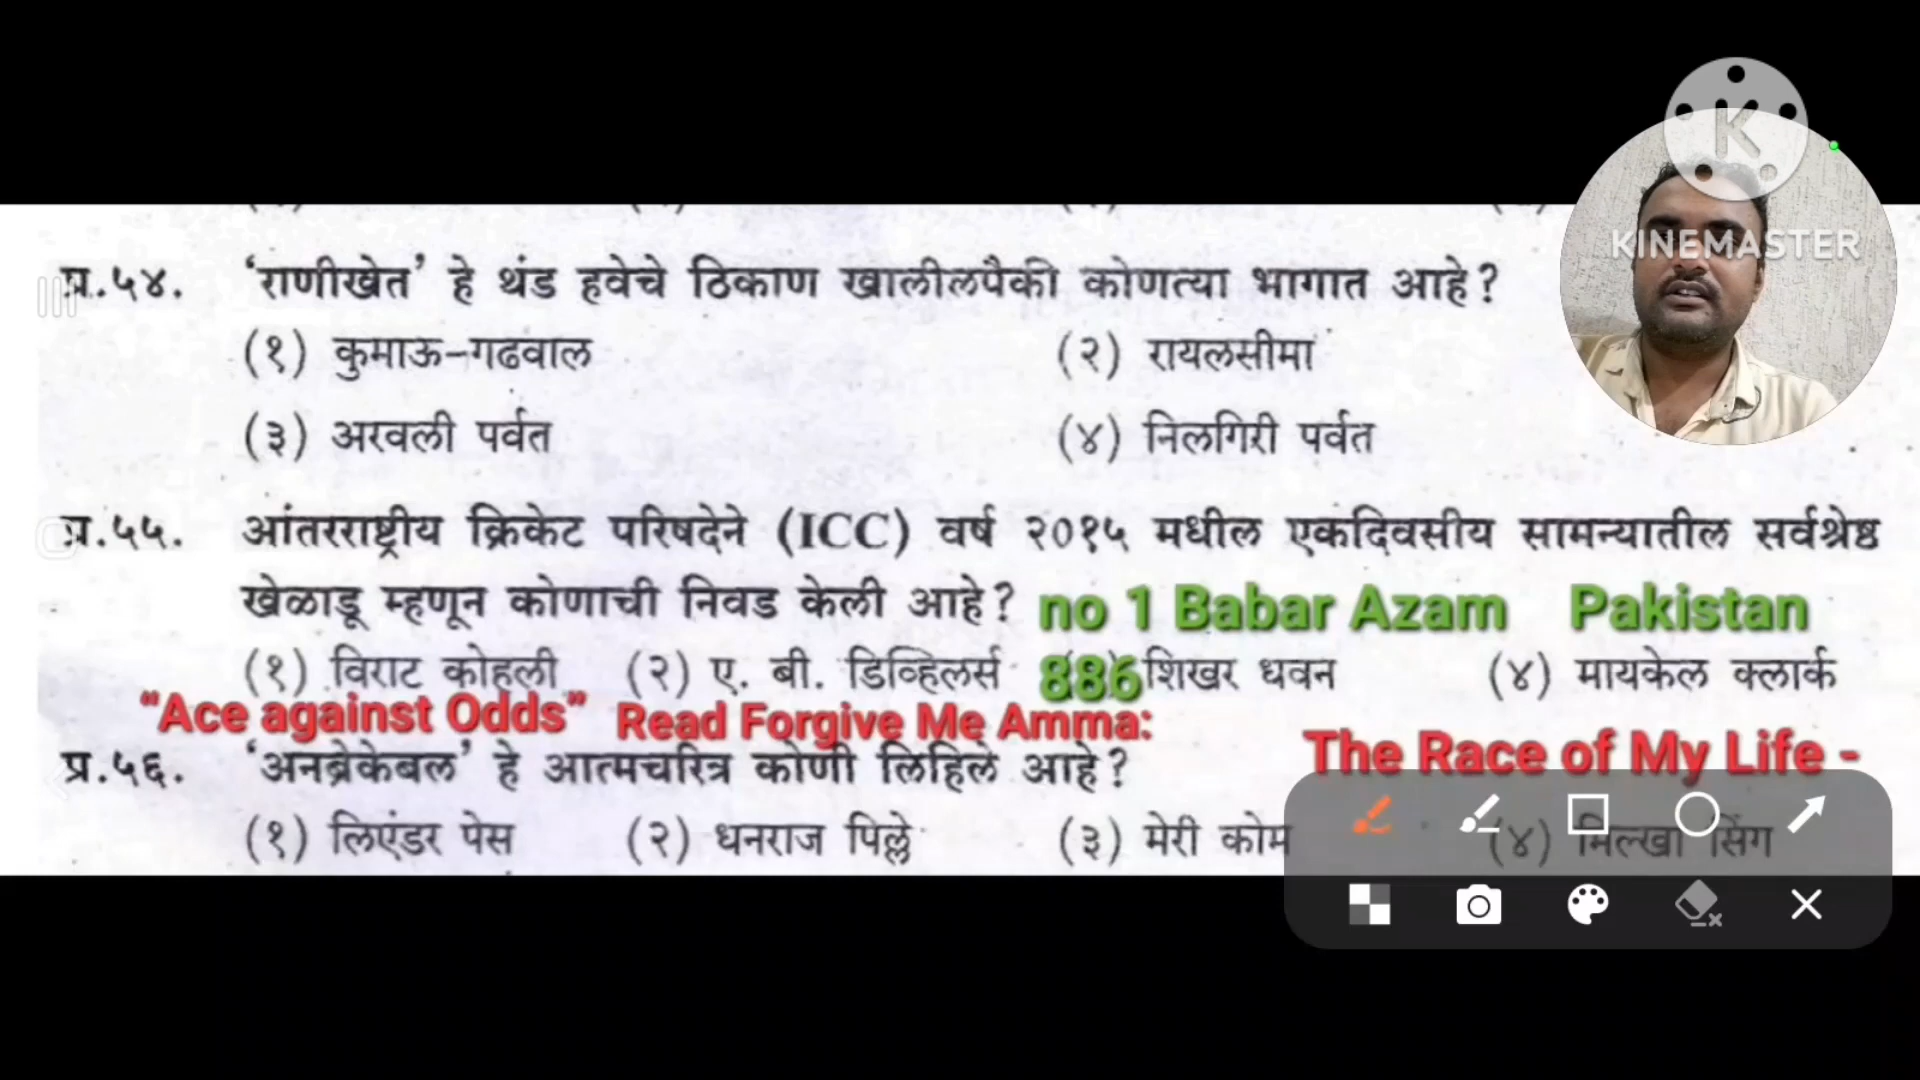 KINEMASTER
प्र.५४. ‘राणीखेत’ हे थंड हवेचे ठिकाण खालीलपैकी कोणत्या भागात आहे?
(१) कुमाऊ-गढवाल (२) रायलसीमा
(३) अरवली पर्वत (४) निलगिरी पर्वत
प्र.५५. आंतरराष्ट्रीय क्रिकेट परिषदेने (ICC) वर्ष २०१५ मधील एकदिवसीय सामन्यातील सर्वश्रेष्ठ
खेळाडू म्हणून कोणाची निवड केली आहे? no 1 Babar Azam Pakistan
(१) विराट कोहली (२) ए. बी. डिव्हिलर्स 886 शिखर धवन (४) मायकेल क्लार्क
“Ace against Odds” Read Forgive Me Amma: The Race of My Life -
प्र.५६. ‘अनब्रेकेबल’ हे आत्मचरित्र कोणी लिहिले आहे?
(१) लिएंडर पेस (२) धनराज पिल्ले (३) मेरी कोम (४) मिल्खा सिंग